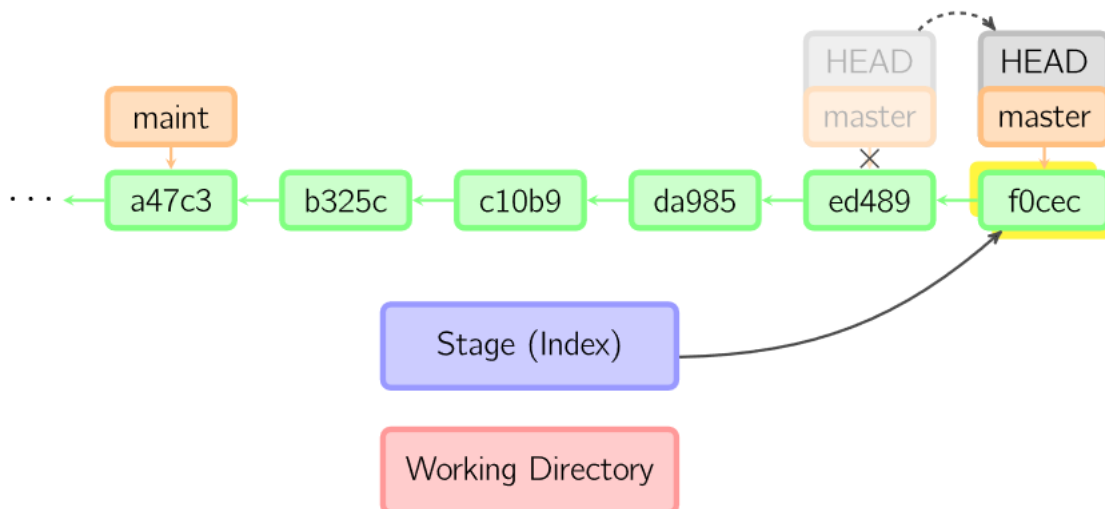 HEAD
HEAD
maint
master
master
...
a47c3
b325c
c10b9
da985
ed489
f0cec
Stage (Index)
Working Directory